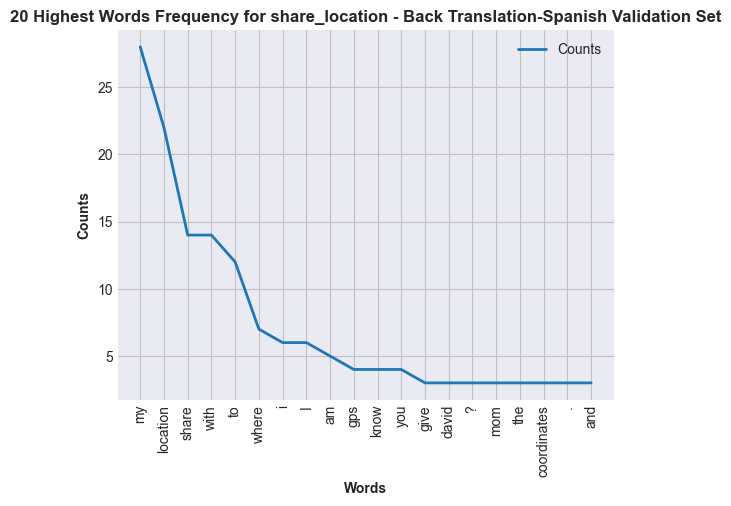 20 Highest Words Frequency for share_location - Back Translation-Spanish Validation Set
Counts
Counts
25
20
15
10
5
my
location
share
with
to
where
i
I
am
gps
know
you
give
david
?
mom
the
coordinates
.
and
Words